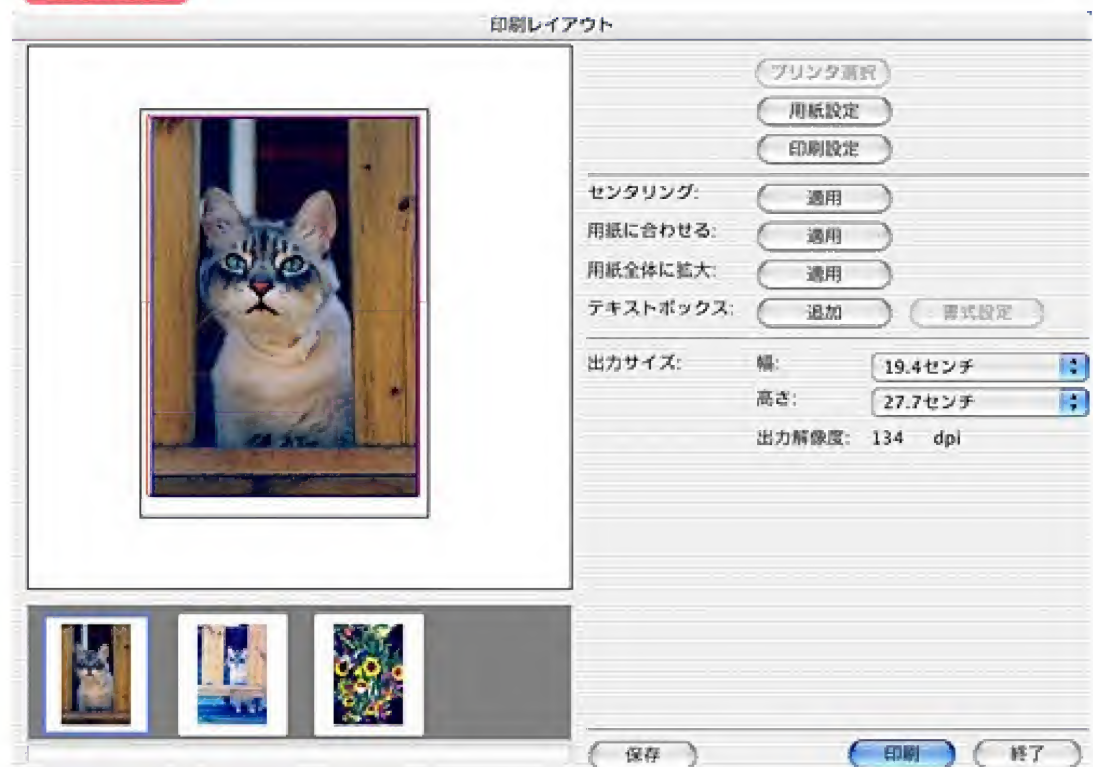 印刷レイアウト
プリンタ選択
用紙設定
印刷設定
センタリング: 適用
用紙に合わせる: 適用
用紙全体に拡大: 適用
テキストボックス: 追加 書式設定
出力サイズ: 幅: 19.4センチ
高さ: 27.7センチ
出力解像度: 134 dpi
保存 印刷 終了